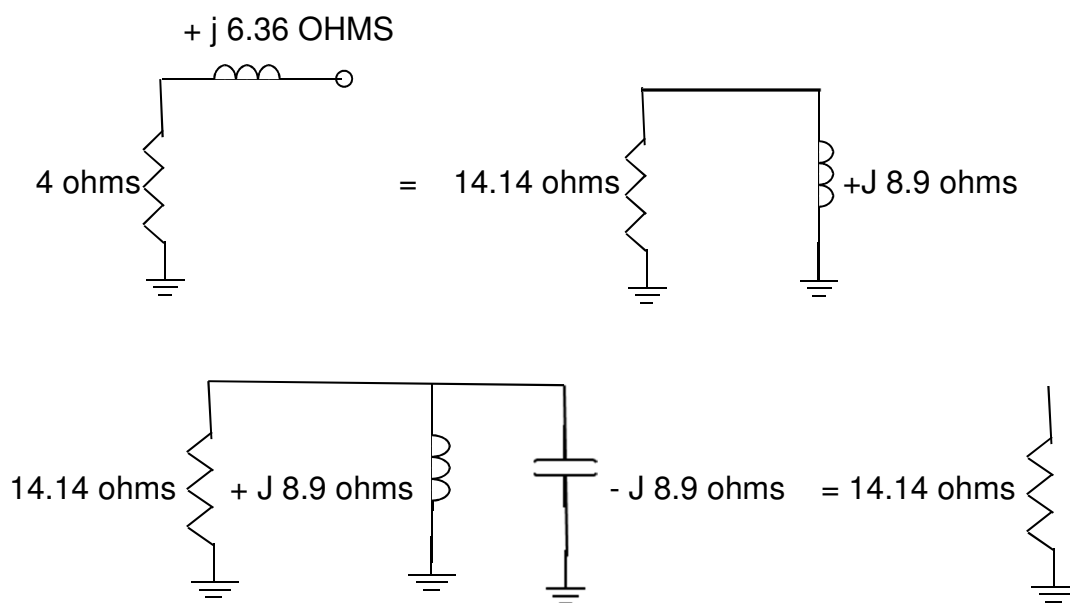 + j 6.36 OHMS
4 ohms
=
14.14 ohms
+J 8.9 ohms
14.14 ohms
+ J 8.9 ohms
- J 8.9 ohms
= 14.14 ohms